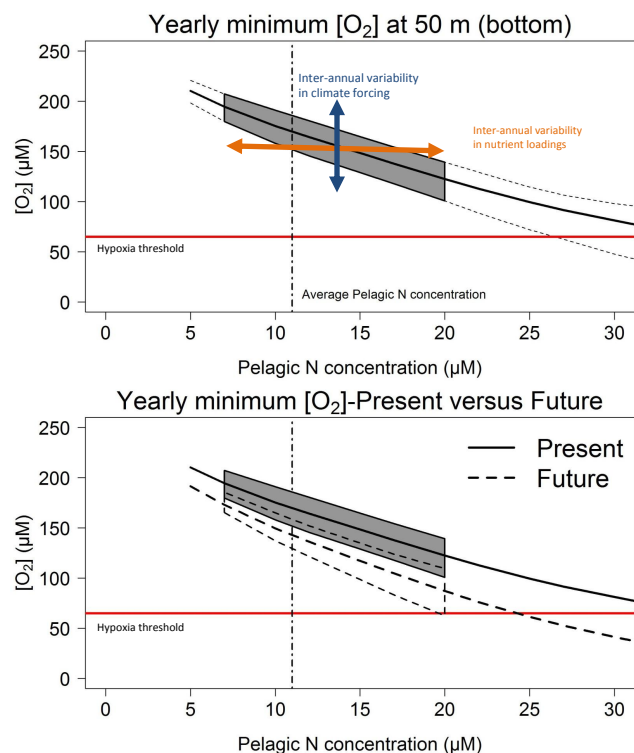 Yearly minimum [O₂] at 50 m (bottom)
250
200
150
100
50
0
[O₂] (µM)
Inter-annual variability
in climate forcing
Inter-annual variability
in nutrient loadings
Hypoxia threshold
Average Pelagic N concentration
0 5 10 15 20 25 30
Pelagic N concentration (µM)
Yearly minimum [O₂]-Present versus Future
250
200
150
100
50
0
[O₂] (µM)
Present
Future
Hypoxia threshold
0 5 10 15 20 25 30
Pelagic N concentration (µM)